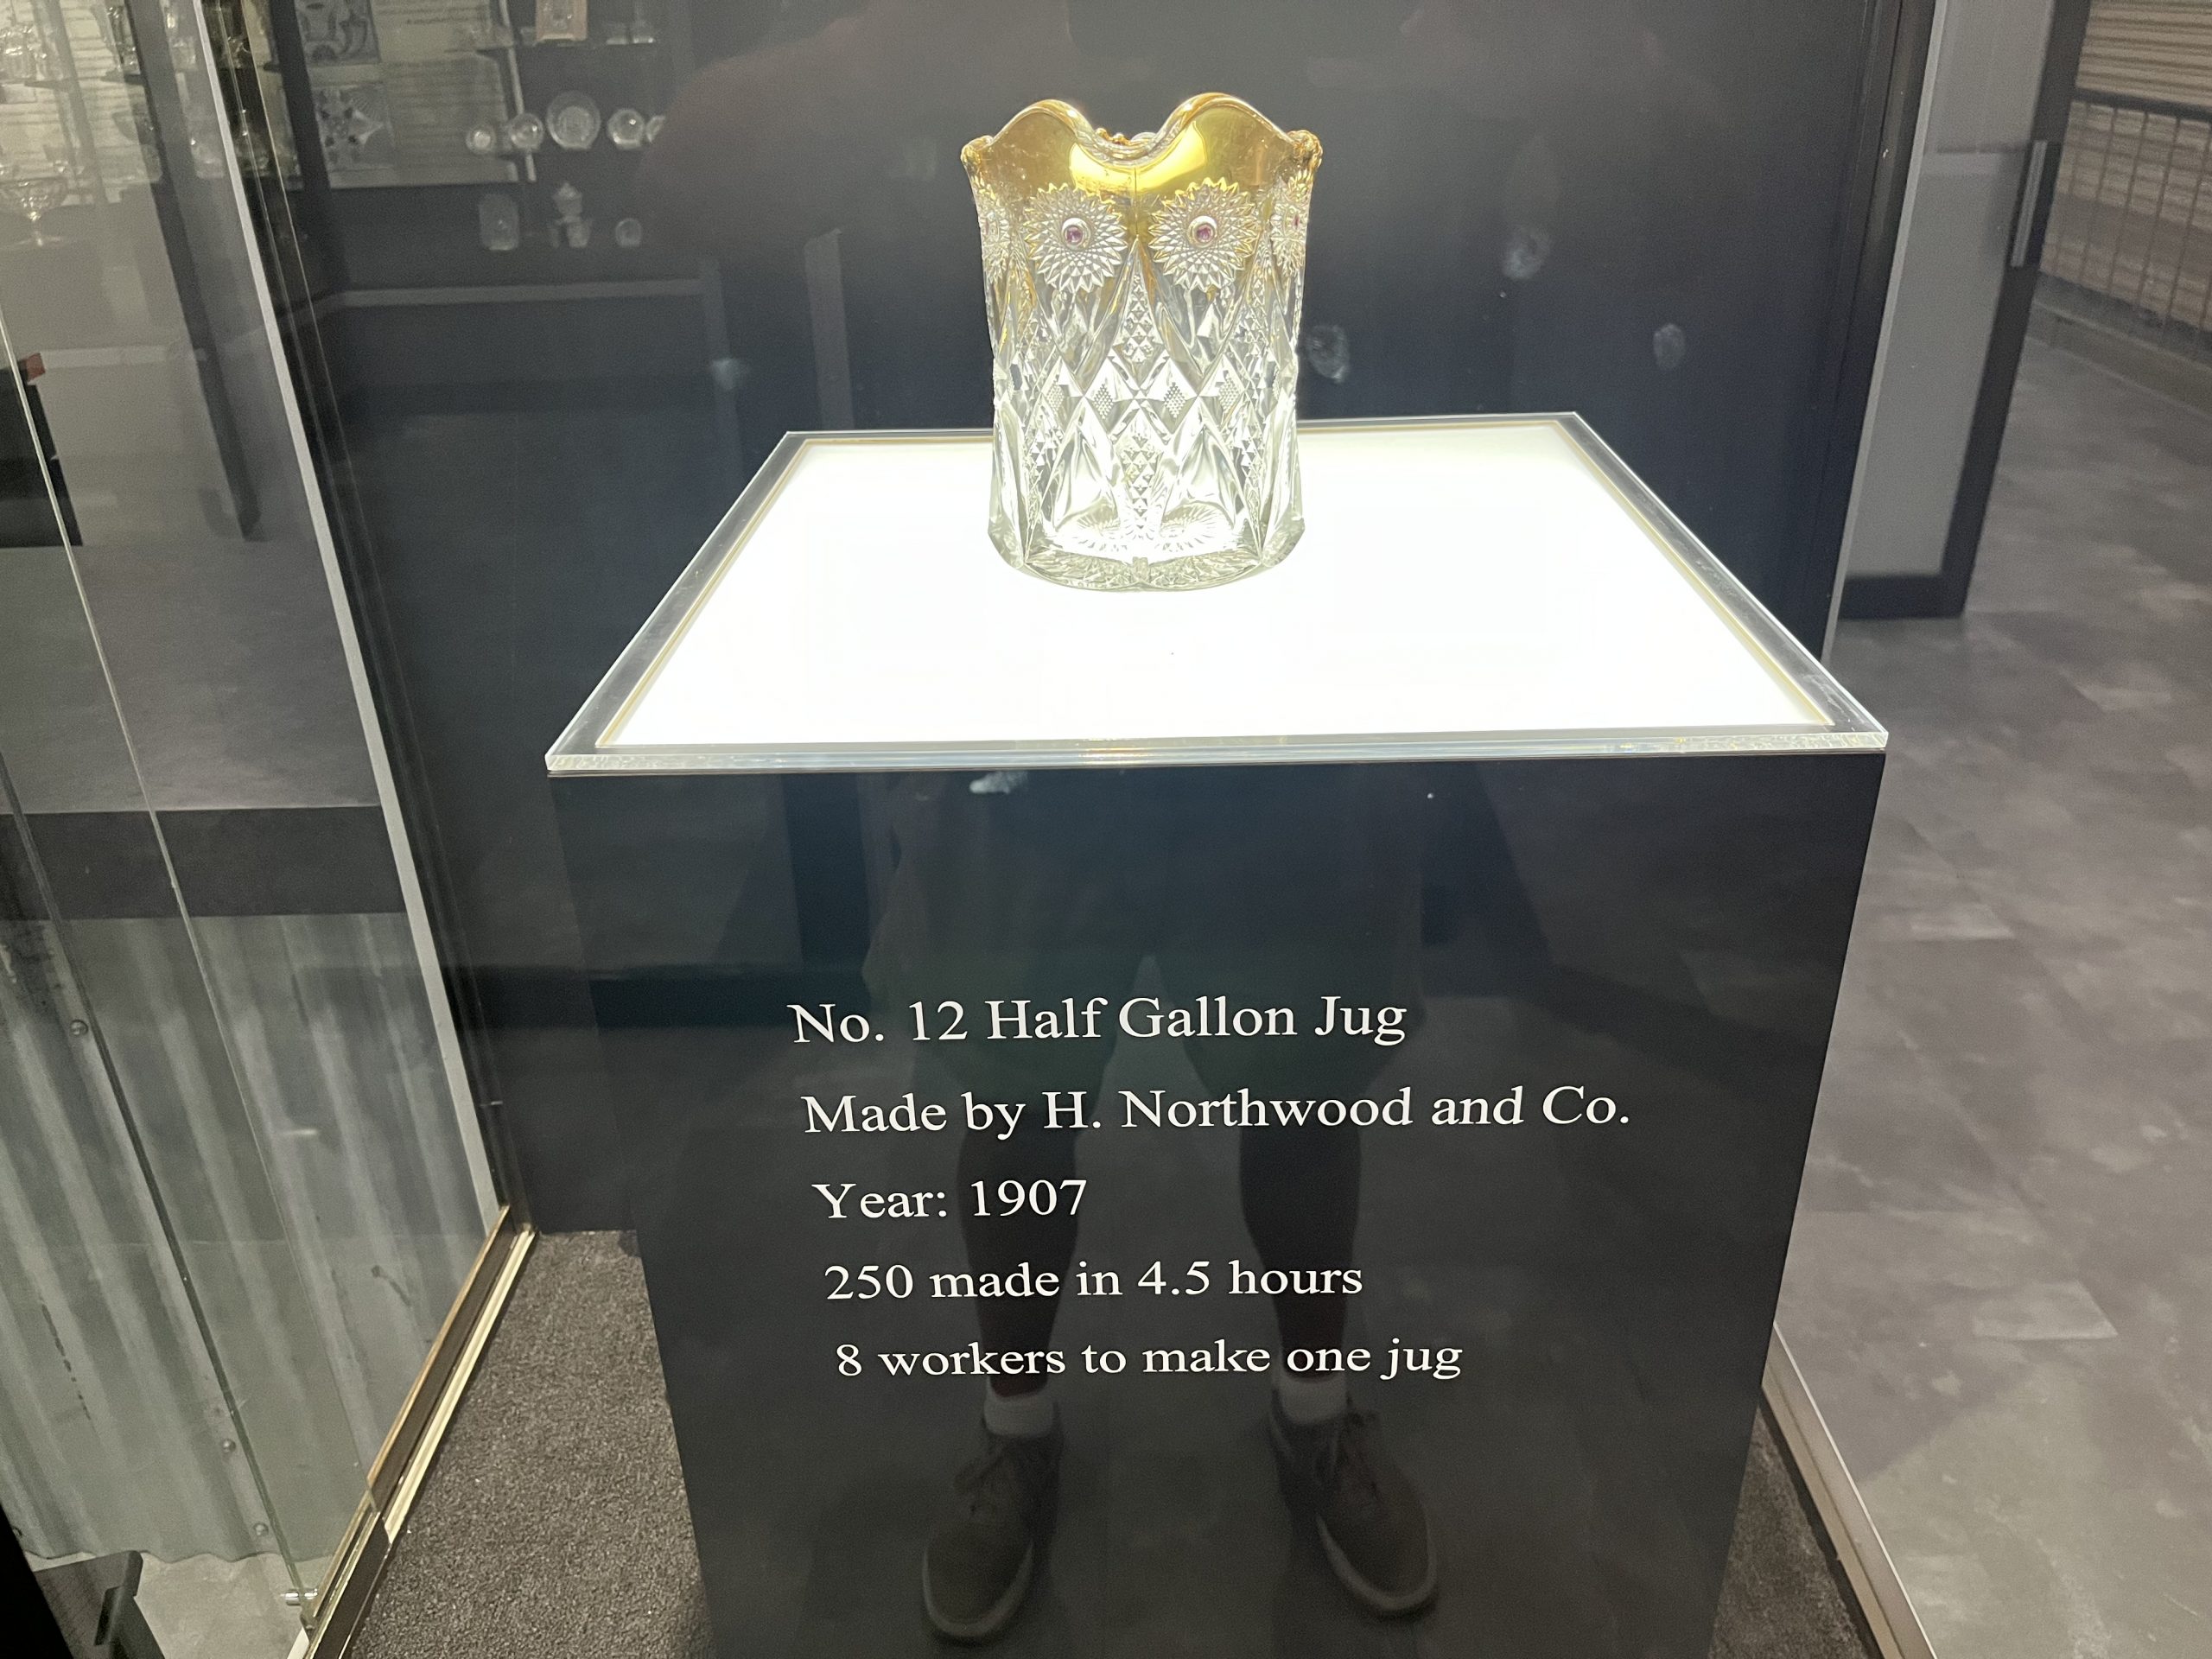 No. 12 Half Gallon Jug
Made by H. Northwood and Co.
Year: 1907
250 made in 4.5 hours
8 workers to make one jug